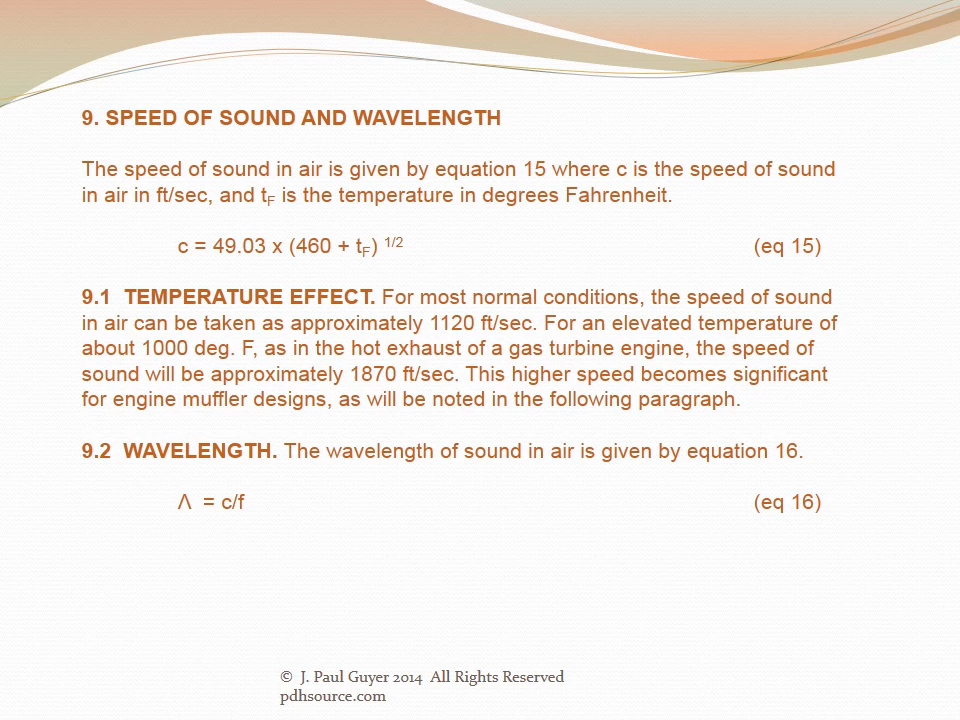 9. SPEED OF SOUND AND WAVELENGTH
The speed of sound in air is given by equation 15 where c is the speed of sound
in air in ft/sec, and tF is the temperature in degrees Fahrenheit.
c = 49.03 x (460 + tF) 1/2 (eq 15)
9.1 TEMPERATURE EFFECT. For most normal conditions, the speed of sound
in air can be taken as approximately 1120 ft/sec. For an elevated temperature of
about 1000 deg. F, as in the hot exhaust of a gas turbine engine, the speed of
sound will be approximately 1870 ft/sec. This higher speed becomes significant
for engine muffler designs, as will be noted in the following paragraph.
9.2 WAVELENGTH. The wavelength of sound in air is given by equation 16.
Λ = c/f (eq 16)
© J. Paul Guyer 2014 All Rights Reserved
pdhsource.com